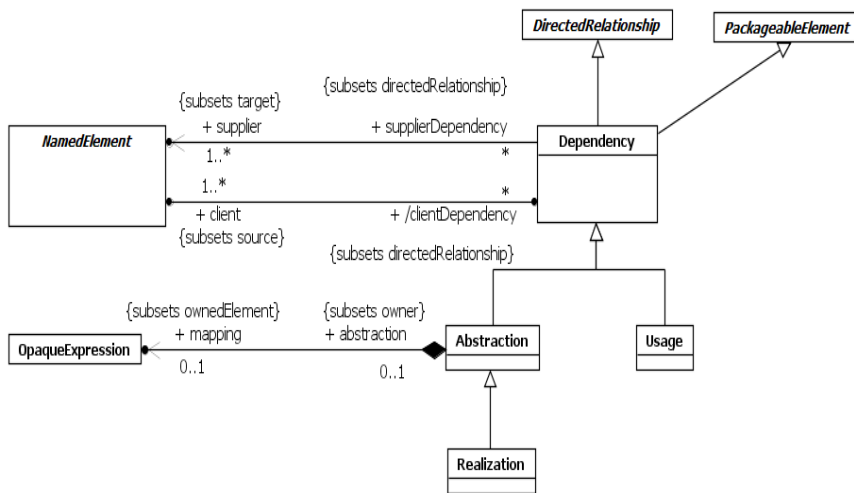 DirectedRelationship
PackageableElement
{subsets directedRelationship}
{subsets target}
+ supplier
+ supplierDependency
NamedElement
Dependency
1..*
*
1..*
*
+ client
+ /clientDependency
{subsets source}
{subsets directedRelationship}
{subsets ownedElement}
{subsets owner}
+ mapping
+ abstraction
OpaqueExpression
Abstraction
Usage
0..1
0..1
Realization